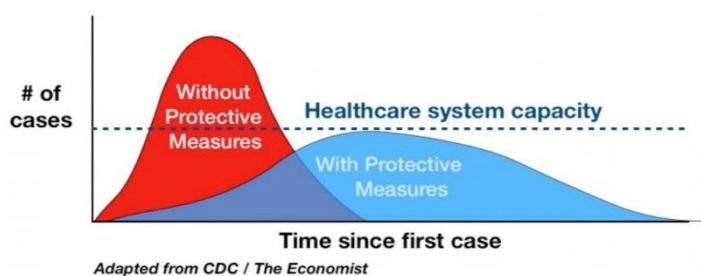 # of
cases
Without
Protective
Measures
Healthcare system capacity
With Protective
Measures
Time since first case
Adapted from CDC / The Economist